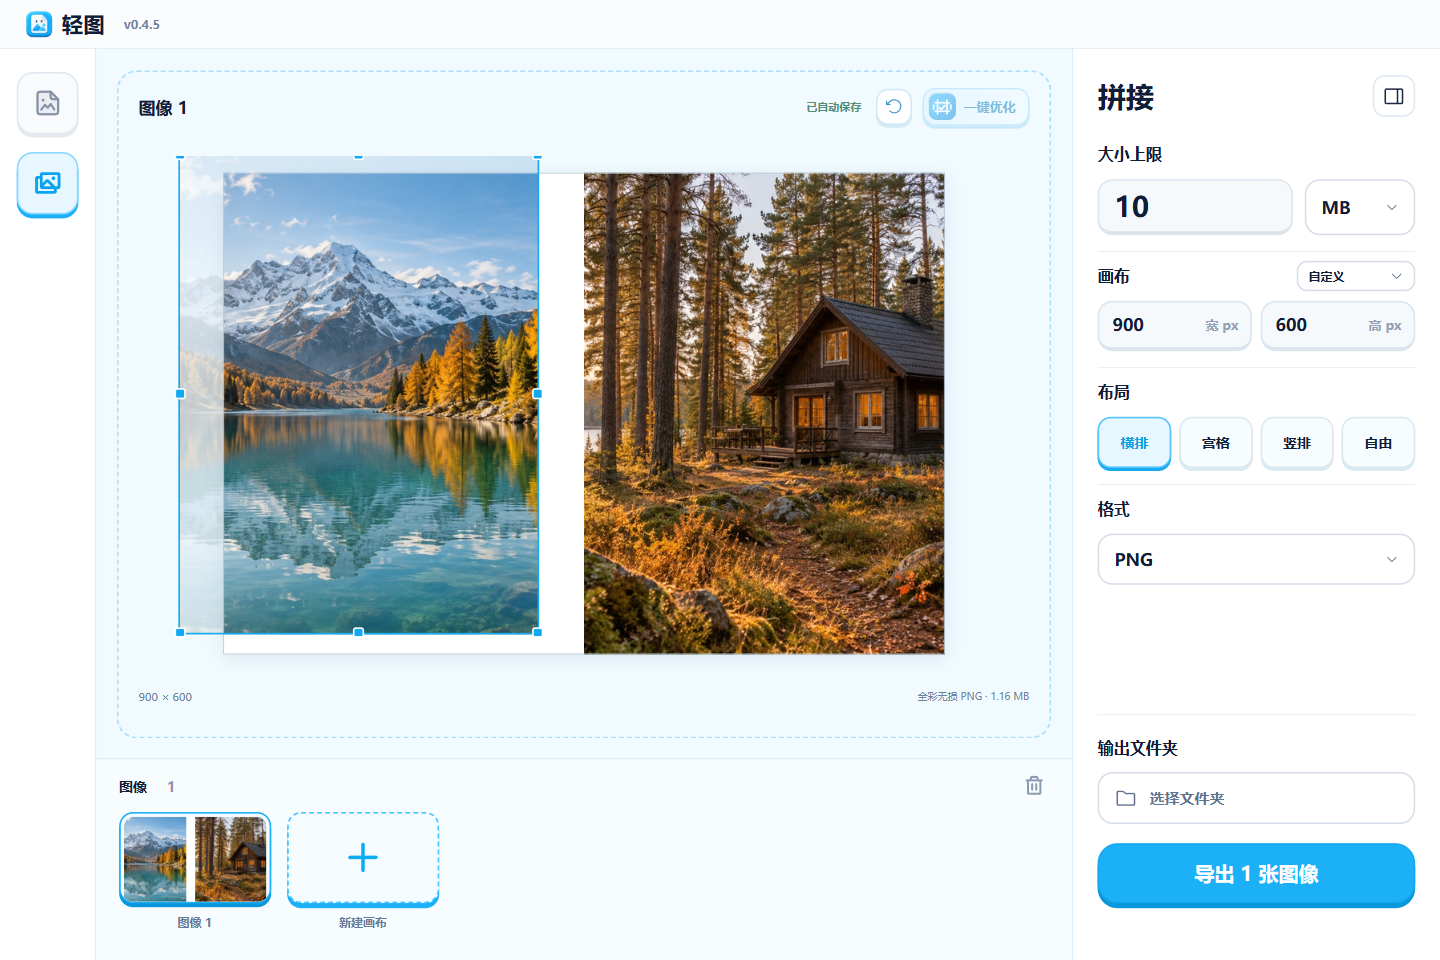 轻图 v0.4.5
图像 1
已自动保存
一键优化
900 × 600
全彩无损 PNG · 1.16 MB
图像 1
图像 1
新建画布
拼接
大小上限
10
MB
画布
自定义
900 宽 px
600 高 px
布局
横排
宫格
竖排
自由
格式
PNG
输出文件夹
选择文件夹
导出 1 张图像